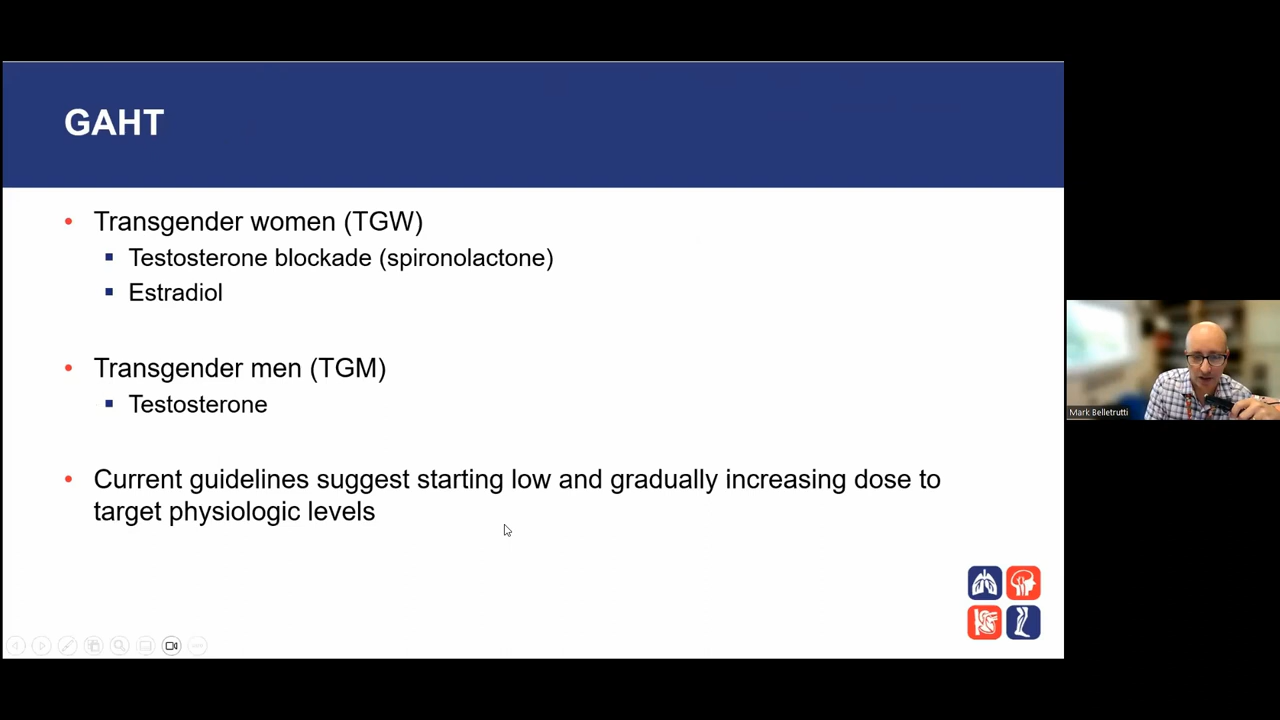 GAHT
• Transgender women (TGW)
▪ Testosterone blockade (spironolactone)
▪ Estradiol
• Transgender men (TGM)
▪ Testosterone
• Current guidelines suggest starting low and gradually increasing dose to
target physiologic levels
Mark Belletrutti